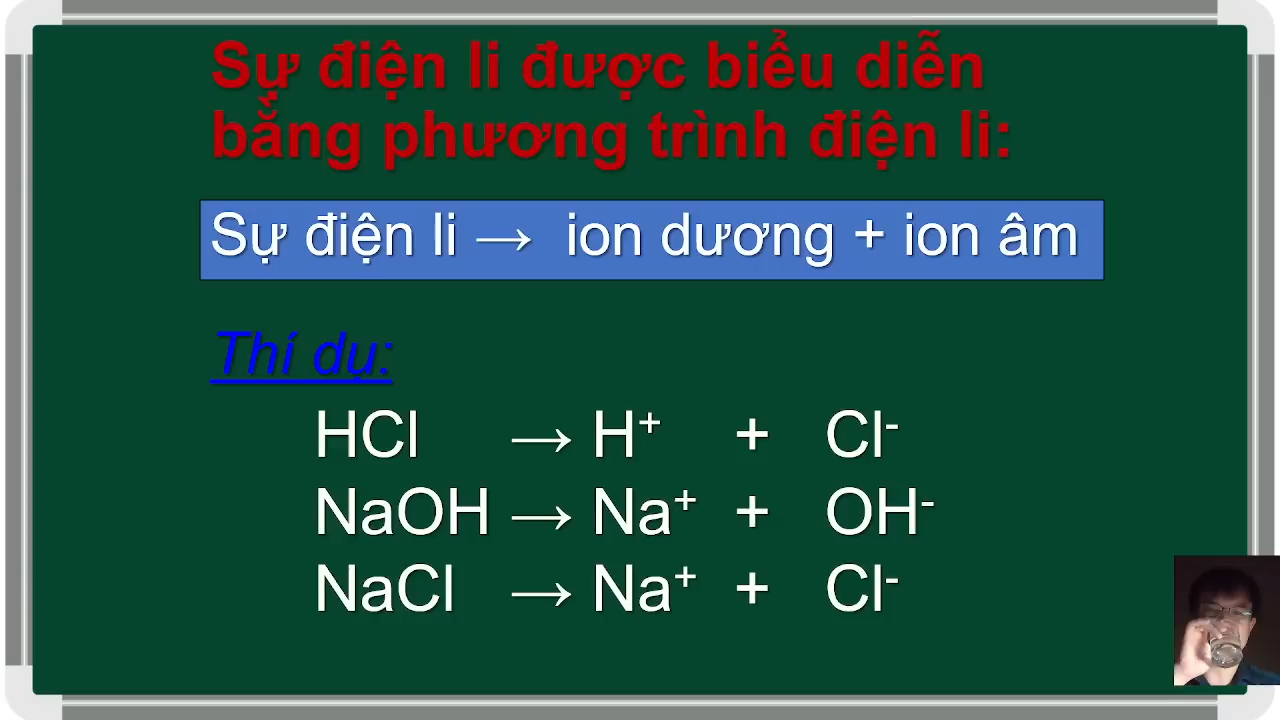 Sự điện li được biểu diễn
bằng phương trình điện li:
Sự điện li → ion dương + ion âm
Thí dụ:
HCl → H⁺ + Cl⁻
NaOH → Na⁺ + OH⁻
NaCl → Na⁺ + Cl⁻